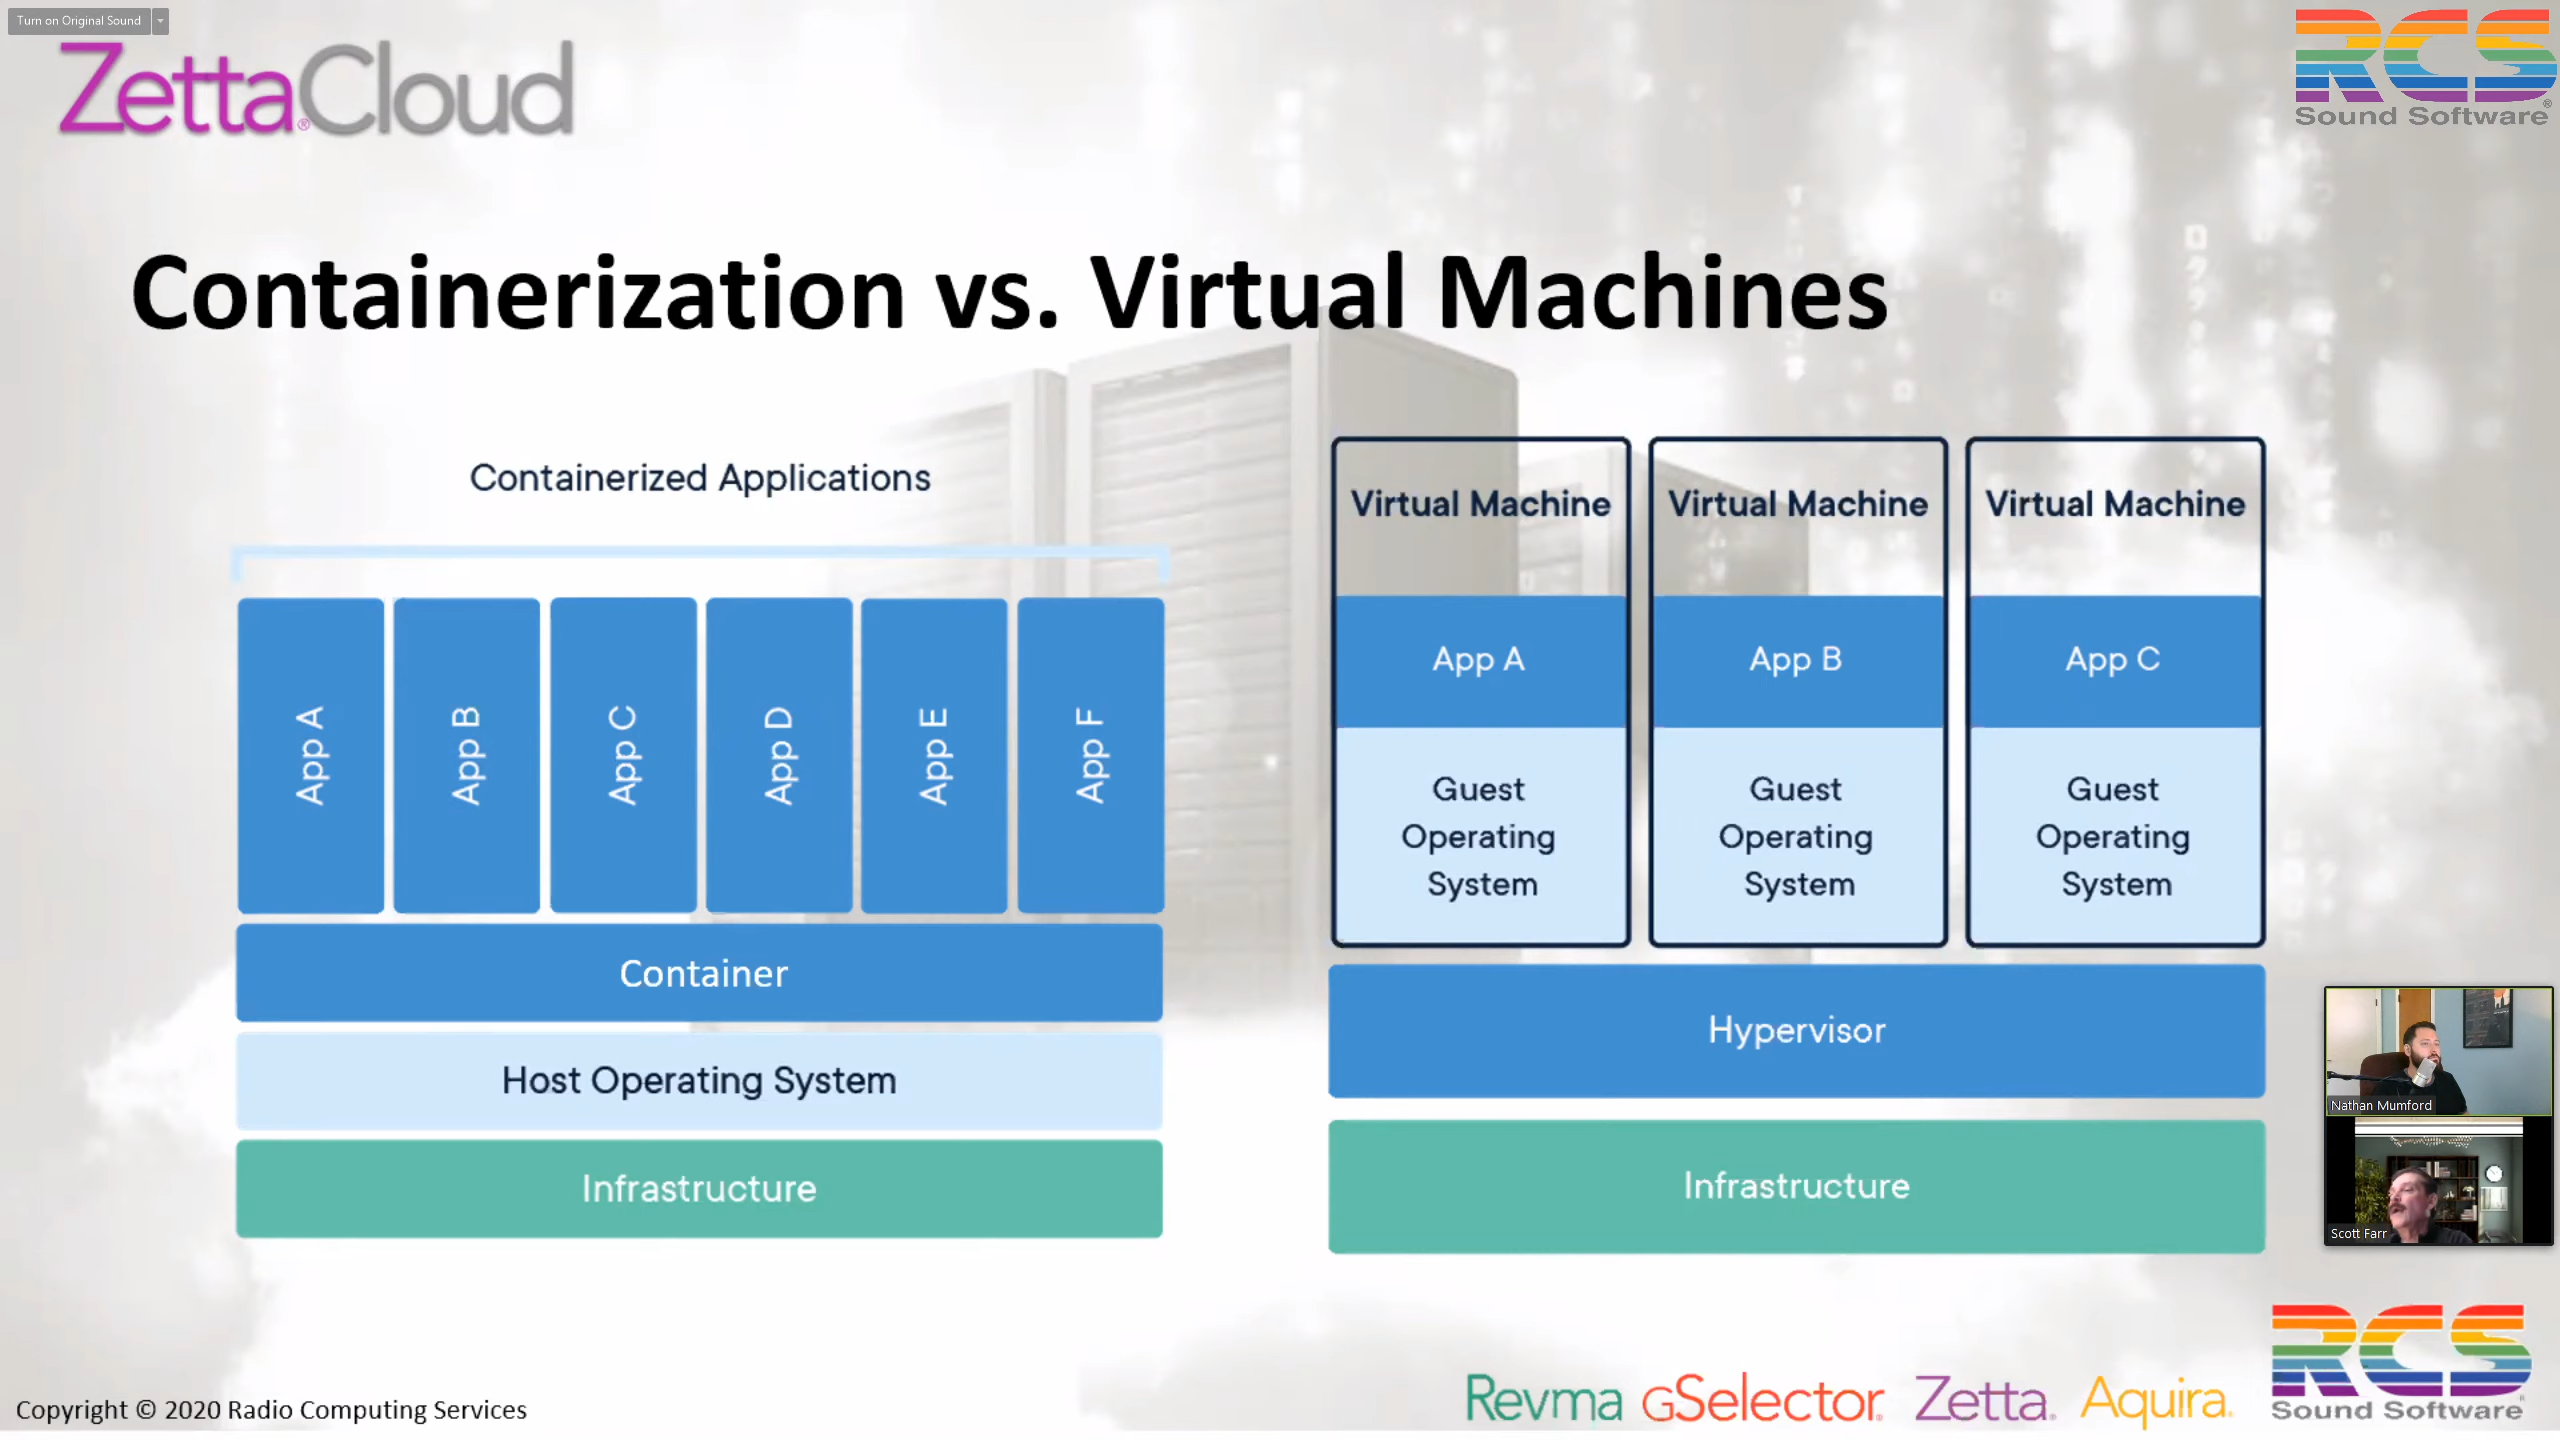 Turn on Original Sound
ZettaCloud
RCS
Sound Software
Containerization vs. Virtual Machines
Containerized Applications
App A
App B
App C
App D
App E
App F
Container
Host Operating System
Infrastructure
Virtual Machine
App A
Guest
Operating
System
Virtual Machine
App B
Guest
Operating
System
Virtual Machine
App C
Guest
Operating
System
Hypervisor
Infrastructure
Nathan Mumford
Scott Farr
Copyright © 2020 Radio Computing Services
Revma GSelector® Zetta® Aquira®
RCS
Sound Software